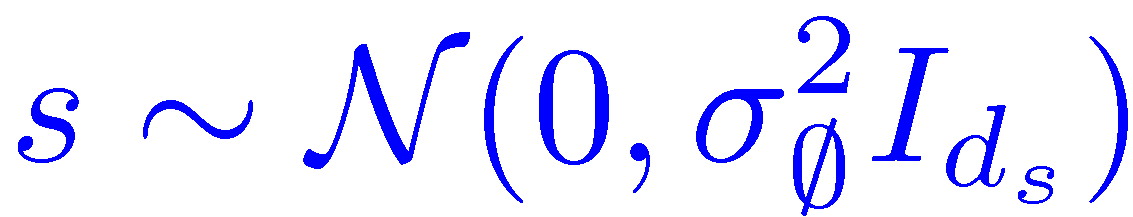 s ∼ 𝒩(0, σ_∅^2 I_{d_s})